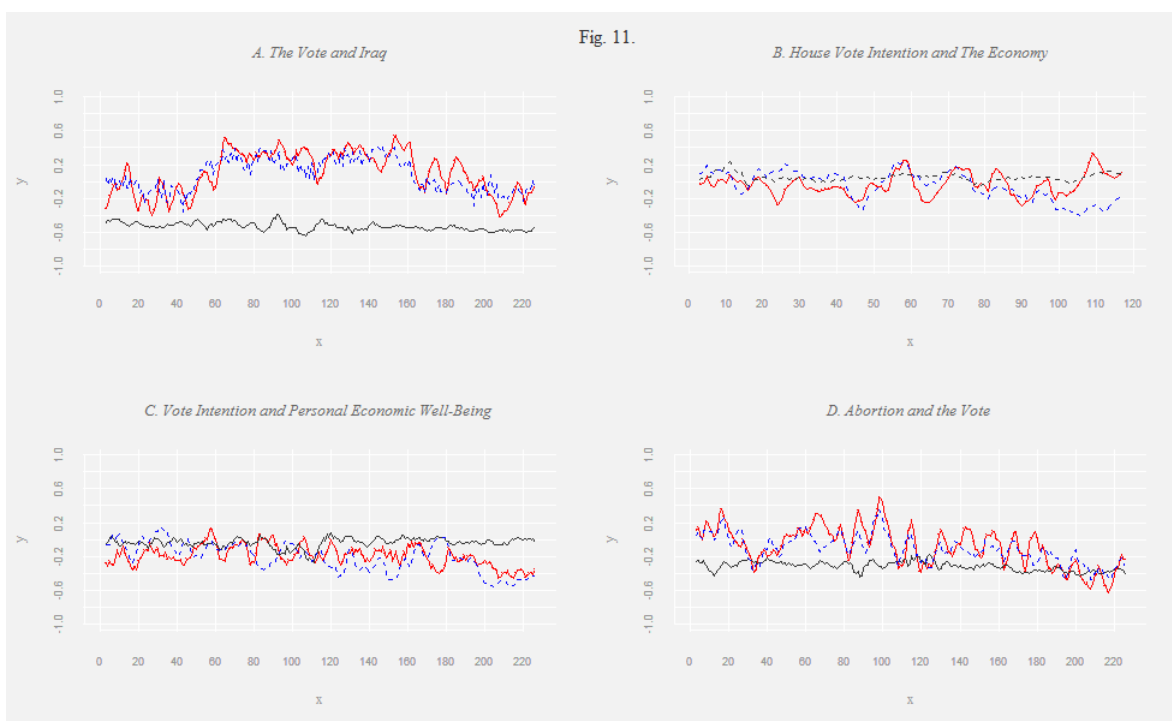 Fig. 11.
A. The Vote and Iraq
y
1.0
0.6
0.2
-0.2
-0.6
-1.0
0 20 40 60 80 100 120 140 160 180 200 220
x
B. House Vote Intention and The Economy
y
1.0
0.6
0.2
-0.2
-0.6
-1.0
0 10 20 30 40 50 60 70 80 90 100 110 120
x
C. Vote Intention and Personal Economic Well-Being
y
1.0
0.6
0.2
-0.2
-0.6
-1.0
0 20 40 60 80 100 120 140 160 180 200 220
x
D. Abortion and the Vote
y
1.0
0.6
0.2
-0.2
-0.6
-1.0
0 20 40 60 80 100 120 140 160 180 200 220
x